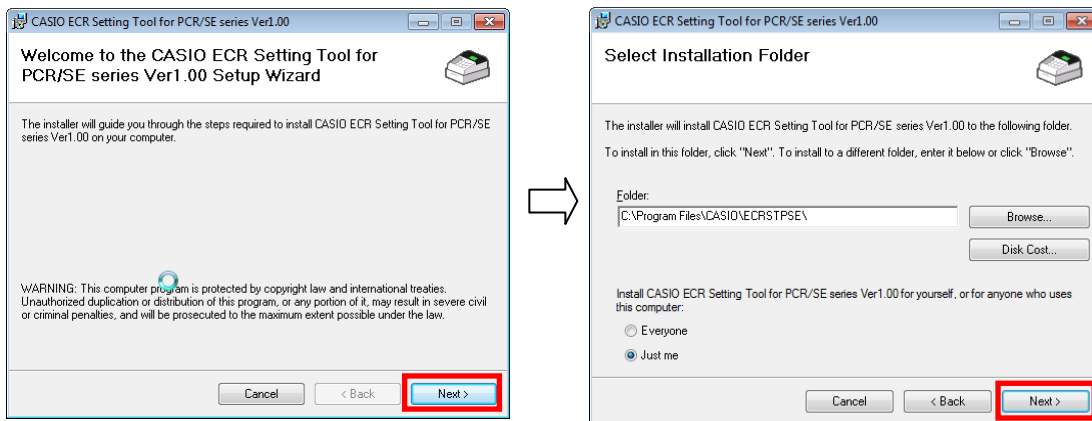 CASIO ECR Setting Tool for PCR/SE series Ver1.00
Welcome to the CASIO ECR Setting Tool for
PCR/SE series Ver1.00 Setup Wizard
The installer will guide you through the steps required to install CASIO ECR Setting Tool for PCR/SE
series Ver1.00 on your computer.
WARNING: This computer program is protected by copyright law and international treaties.
Unauthorized duplication or distribution of this program, or any portion of it, may result in severe civil
or criminal penalties, and will be prosecuted to the maximum extent possible under the law.
Cancel
< Back
Next >
CASIO ECR Setting Tool for PCR/SE series Ver1.00
Select Installation Folder
The installer will install CASIO ECR Setting Tool for PCR/SE series Ver1.00 to the following folder.
To install in this folder, click "Next". To install to a different folder, enter it below or click "Browse".
Folder:
C:\Program Files\CASIO\ECRSTPSE\
Browse...
Disk Cost...
Install CASIO ECR Setting Tool for PCR/SE series Ver1.00 for yourself, or for anyone who uses
this computer:
Everyone
Just me
Cancel
< Back
Next >